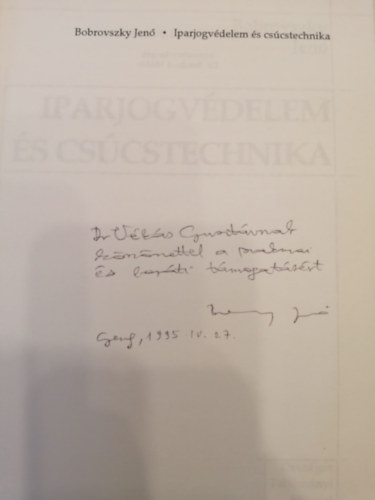 Bobrovszky Jenő • Iparjogvédelem és csúcstechnika
IPARJOGVÉDELEM
ÉS CSÚCSTECHNIKA
Dr Vékás Gusztávnak
köszönettel a szakmai
és baráti támogatásért
Jenő
Genf, 1995 IV. 27.